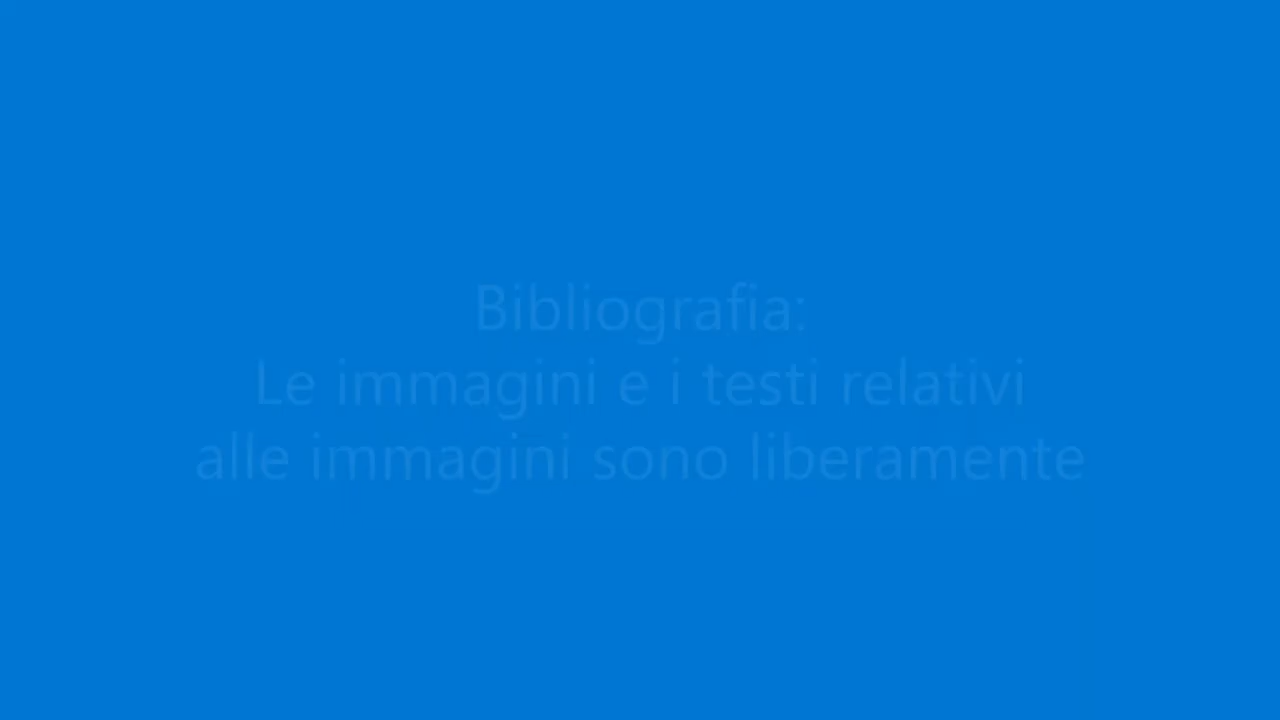 Bibliografia:
Le immagini e i testi relativi
alle immagini sono liberamente